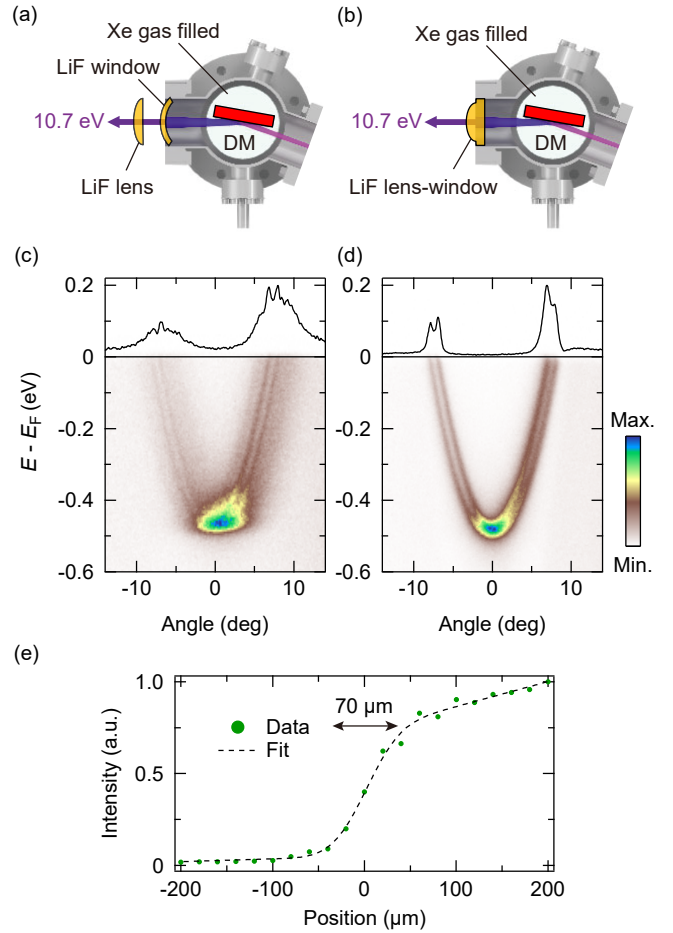 (a)
Xe gas filled
LiF window
10.7 eV
DM
LiF lens
(b)
Xe gas filled
10.7 eV
DM
LiF lens-window
(c)
0.2
0
-0.2
-0.4
-0.6
E - EF (eV)
-10 0 10
Angle (deg)
(d)
0.2
0
-0.2
-0.4
-0.6
-10 0 10
Angle (deg)
Max.
Min.
(e)
1.0
0.5
0
Intensity (a.u.)
70 µm
Data
Fit
-200 -100 0 100 200
Position (µm)